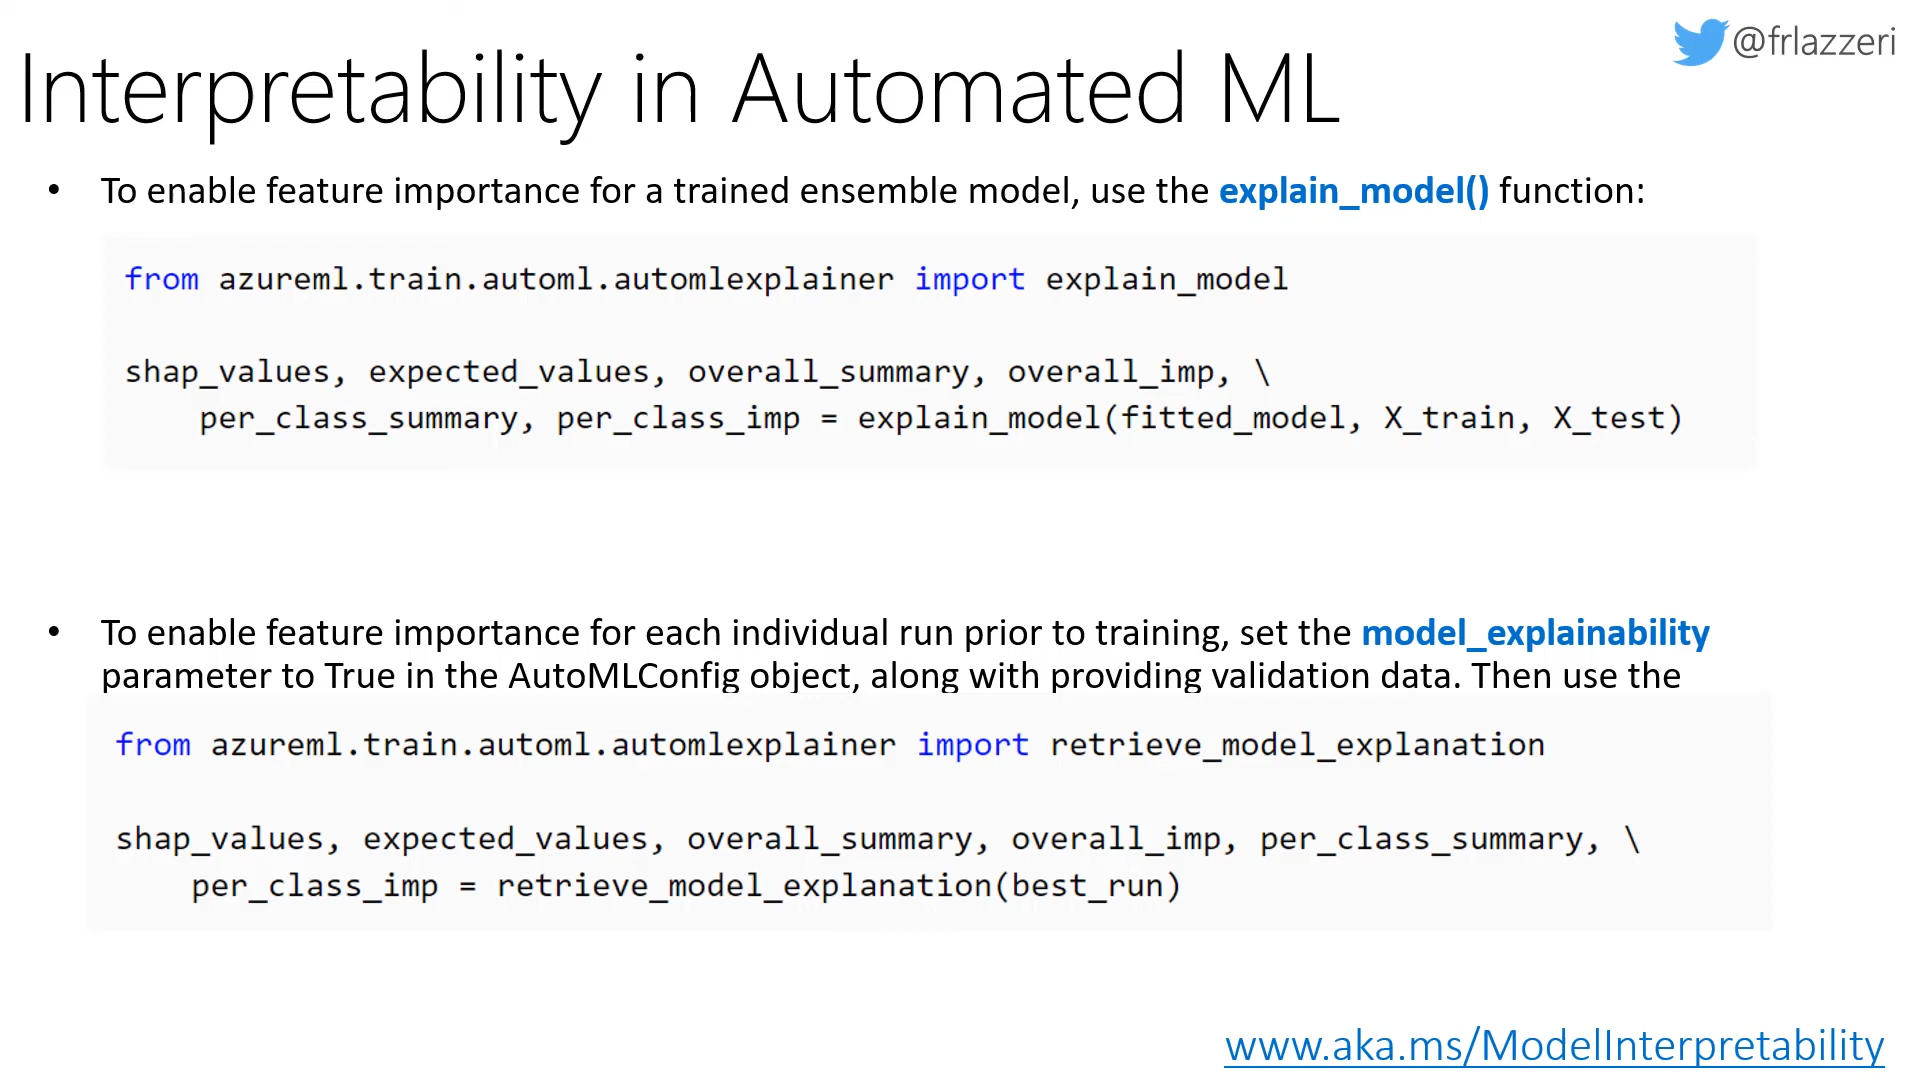 @frlazzeri
Interpretability in Automated ML
• To enable feature importance for a trained ensemble model, use the explain_model() function:
from azureml.train.automl.automlexplainer import explain_model
shap_values, expected_values, overall_summary, overall_imp, \
    per_class_summary, per_class_imp = explain_model(fitted_model, X_train, X_test)
• To enable feature importance for each individual run prior to training, set the model_explainability
parameter to True in the AutoMLConfig object, along with providing validation data. Then use the
from azureml.train.automl.automlexplainer import retrieve_model_explanation
shap_values, expected_values, overall_summary, overall_imp, per_class_summary, \
    per_class_imp = retrieve_model_explanation(best_run)
www.aka.ms/ModelInterpretability